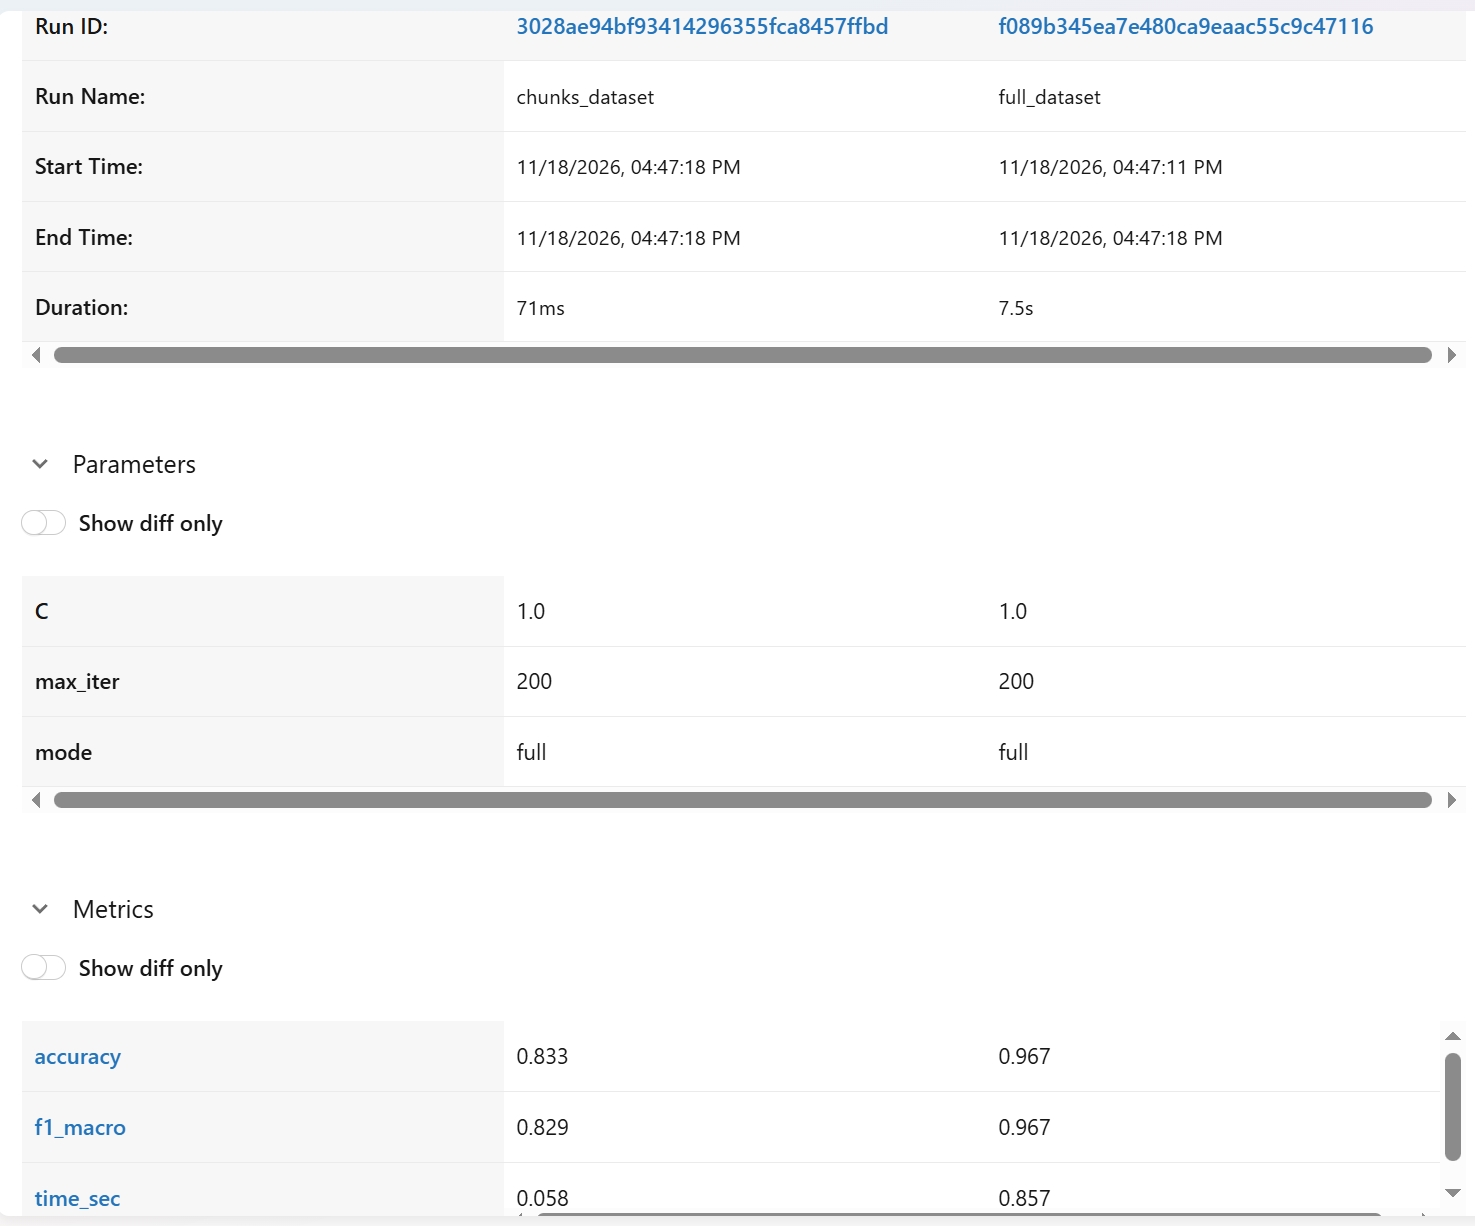 Run ID: 3028ae94bf93414296355fca8457ffbd f089b345ea7e480ca9eaac55c9c47116
Run Name: chunks_dataset full_dataset
Start Time: 11/18/2026, 04:47:18 PM 11/18/2026, 04:47:11 PM
End Time: 11/18/2026, 04:47:18 PM 11/18/2026, 04:47:18 PM
Duration: 71ms 7.5s
Parameters
Show diff only
C 1.0 1.0
max_iter 200 200
mode full full
Metrics
Show diff only
accuracy 0.833 0.967
f1_macro 0.829 0.967
time_sec 0.058 0.857